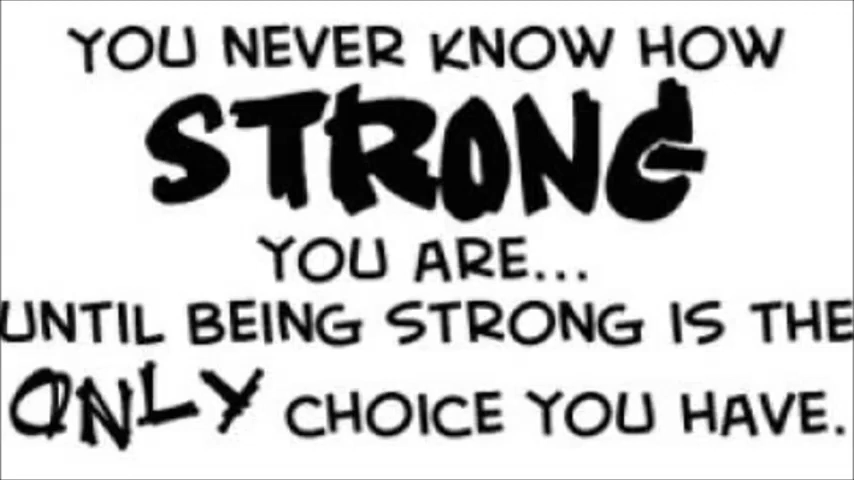 YOU NEVER KNOW HOW
STRONG
YOU ARE...
UNTIL BEING STRONG IS THE
ONLY CHOICE YOU HAVE.